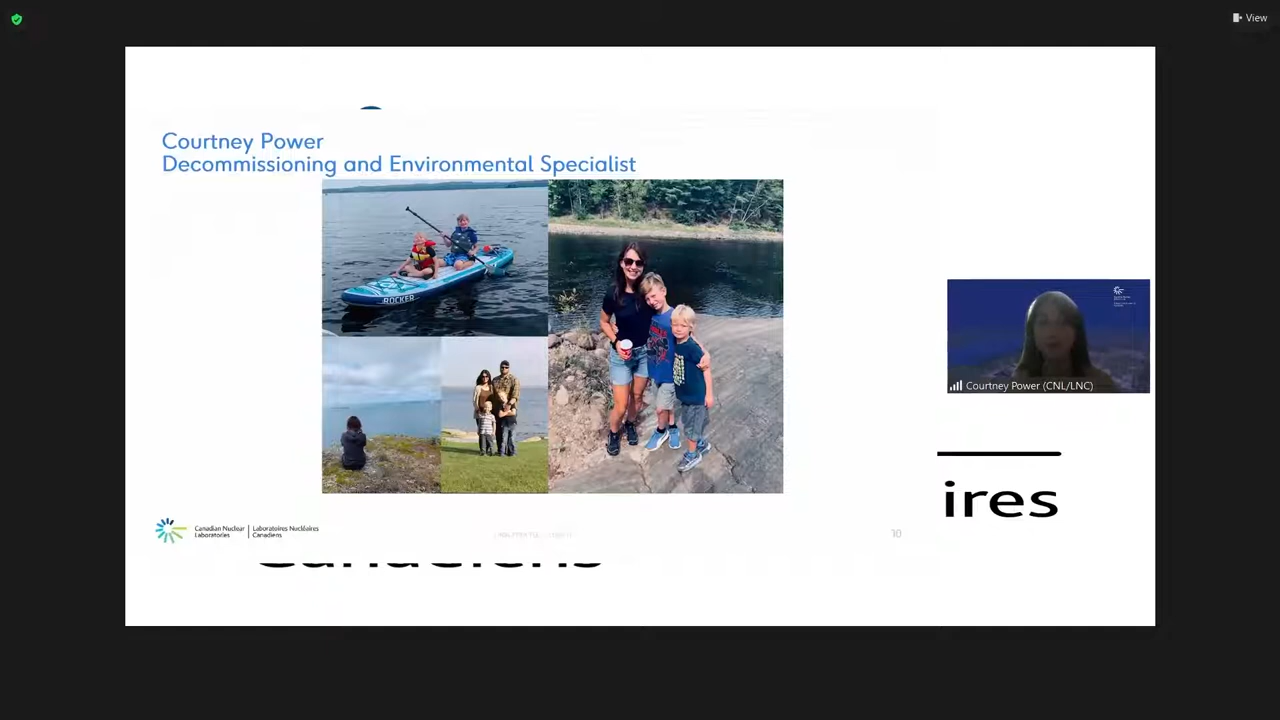 View
Courtney Power
Decommissioning and Environmental Specialist
ROCKER
Courtney Power (CNL/LNC)
ires
Canadian Nuclear Laboratories
Laboratoires Nucléaires Canadiens
10